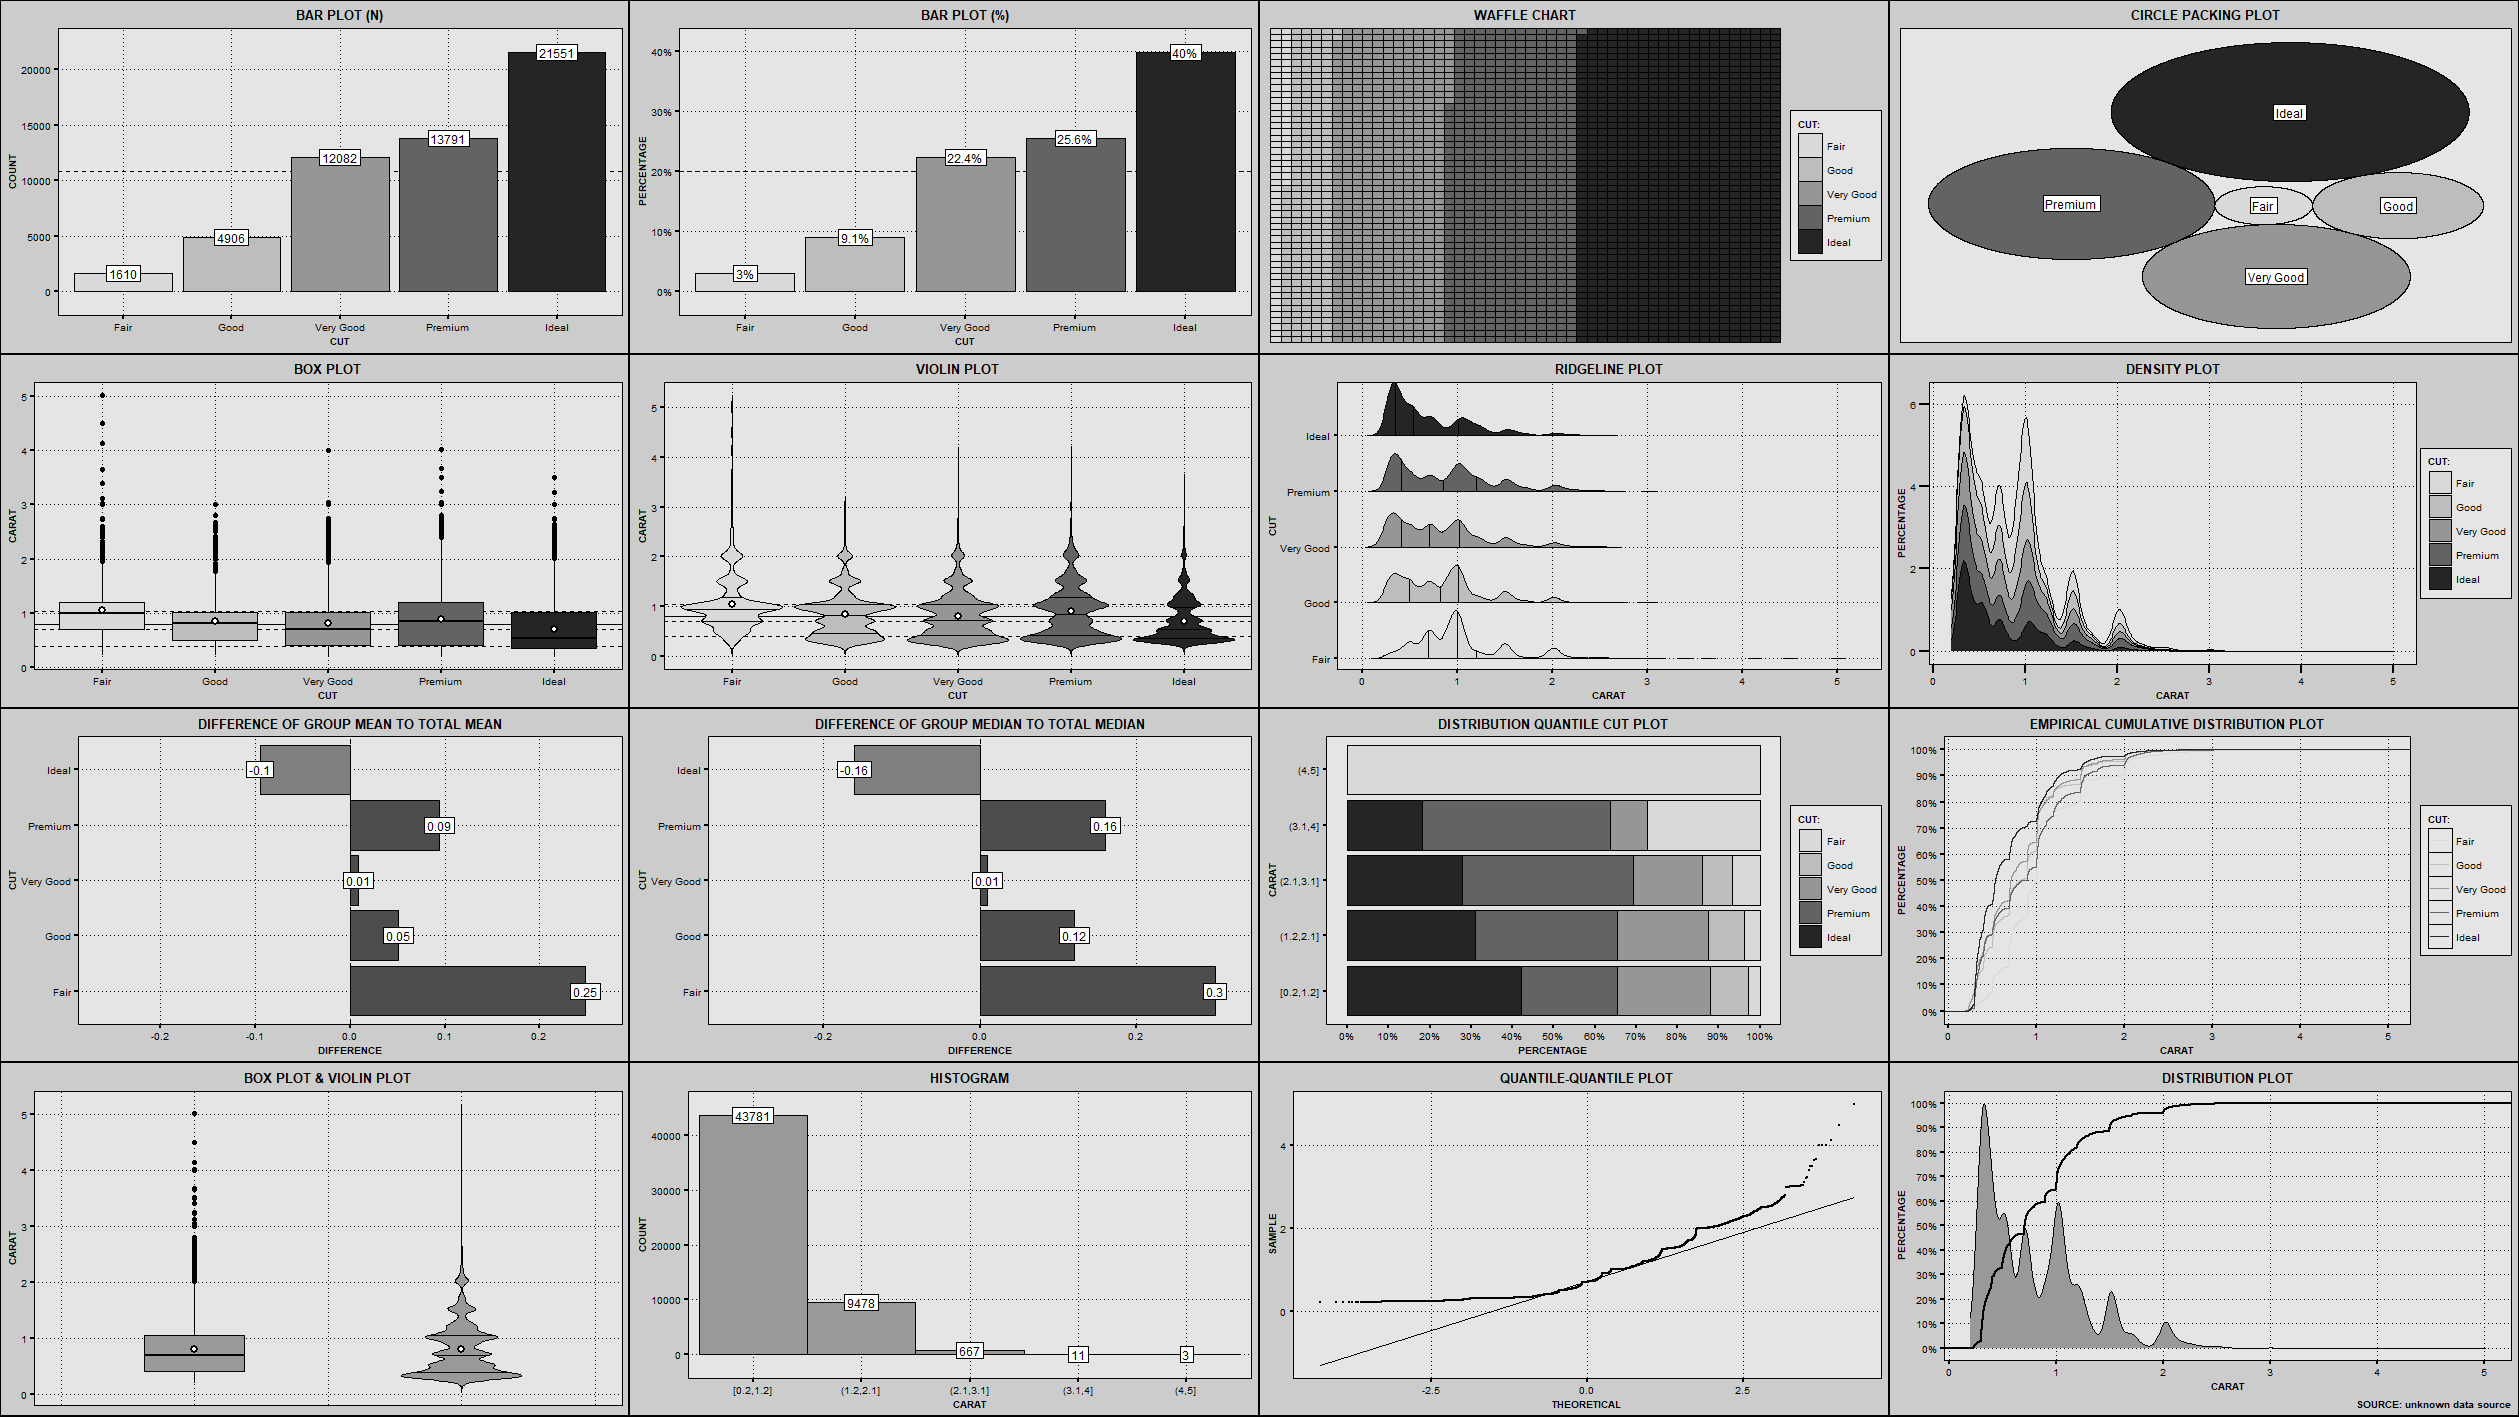 BAR PLOT (N)
21551
20000
15000
13791
12082
COUNT
10000
5000
4906
1610
0
Fair Good Very Good Premium Ideal
CUT
BAR PLOT (%)
40%
40%
30%
25.6%
22.4%
PERCENTAGE
20%
10%
9.1%
3%
0%
Fair Good Very Good Premium Ideal
CUT
WAFFLE CHART
CUT:
Fair
Good
Very Good
Premium
Ideal
CIRCLE PACKING PLOT
Ideal
Premium Fair Good
Very Good
BOX PLOT
5
4
3
CARAT
2
1
0
Fair Good Very Good Premium Ideal
CUT
VIOLIN PLOT
5
4
3
CARAT
2
1
0
Fair Good Very Good Premium Ideal
CUT
RIDGELINE PLOT
Ideal
Premium
CUT
Very Good
Good
Fair
0 1 2 3 4 5
CARAT
DENSITY PLOT
6
4
PERCENTAGE
2
0
0 1 2 3 4 5
CARAT
CUT:
Fair
Good
Very Good
Premium
Ideal
DIFFERENCE OF GROUP MEAN TO TOTAL MEAN
Ideal -0.1
Premium 0.09
CUT
Very Good 0.01
Good 0.05
Fair 0.25
-0.2 -0.1 0.0 0.1 0.2
DIFFERENCE
DIFFERENCE OF GROUP MEDIAN TO TOTAL MEDIAN
Ideal -0.16
Premium 0.16
CUT
Very Good 0.01
Good 0.12
Fair 0.3
-0.2 0.0 0.2
DIFFERENCE
DISTRIBUTION QUANTILE CUT PLOT
(4,5]
(3.1,4]
CARAT
(2.1,3.1]
(1.2,2.1]
[0.2,1.2]
0% 10% 20% 30% 40% 50% 60% 70% 80% 90% 100%
PERCENTAGE
CUT:
Fair
Good
Very Good
Premium
Ideal
EMPIRICAL CUMULATIVE DISTRIBUTION PLOT
100%
90%
80%
70%
60%
PERCENTAGE
50%
40%
30%
20%
10%
0%
0 1 2 3 4 5
CARAT
CUT:
Fair
Good
Very Good
Premium
Ideal
BOX PLOT & VIOLIN PLOT
5
4
3
CARAT
2
1
0
HISTOGRAM
43781
40000
30000
COUNT
20000
10000
9478
667
11
3
0
[0.2,1.2] (1.2,2.1] (2.1,3.1] (3.1,4] (4,5]
CARAT
QUANTILE-QUANTILE PLOT
4
2
SAMPLE
0
-2.5 0.0 2.5
THEORETICAL
DISTRIBUTION PLOT
100%
90%
80%
70%
60%
PERCENTAGE
50%
40%
30%
20%
10%
0%
0 1 2 3 4 5
CARAT
SOURCE: unknown data source